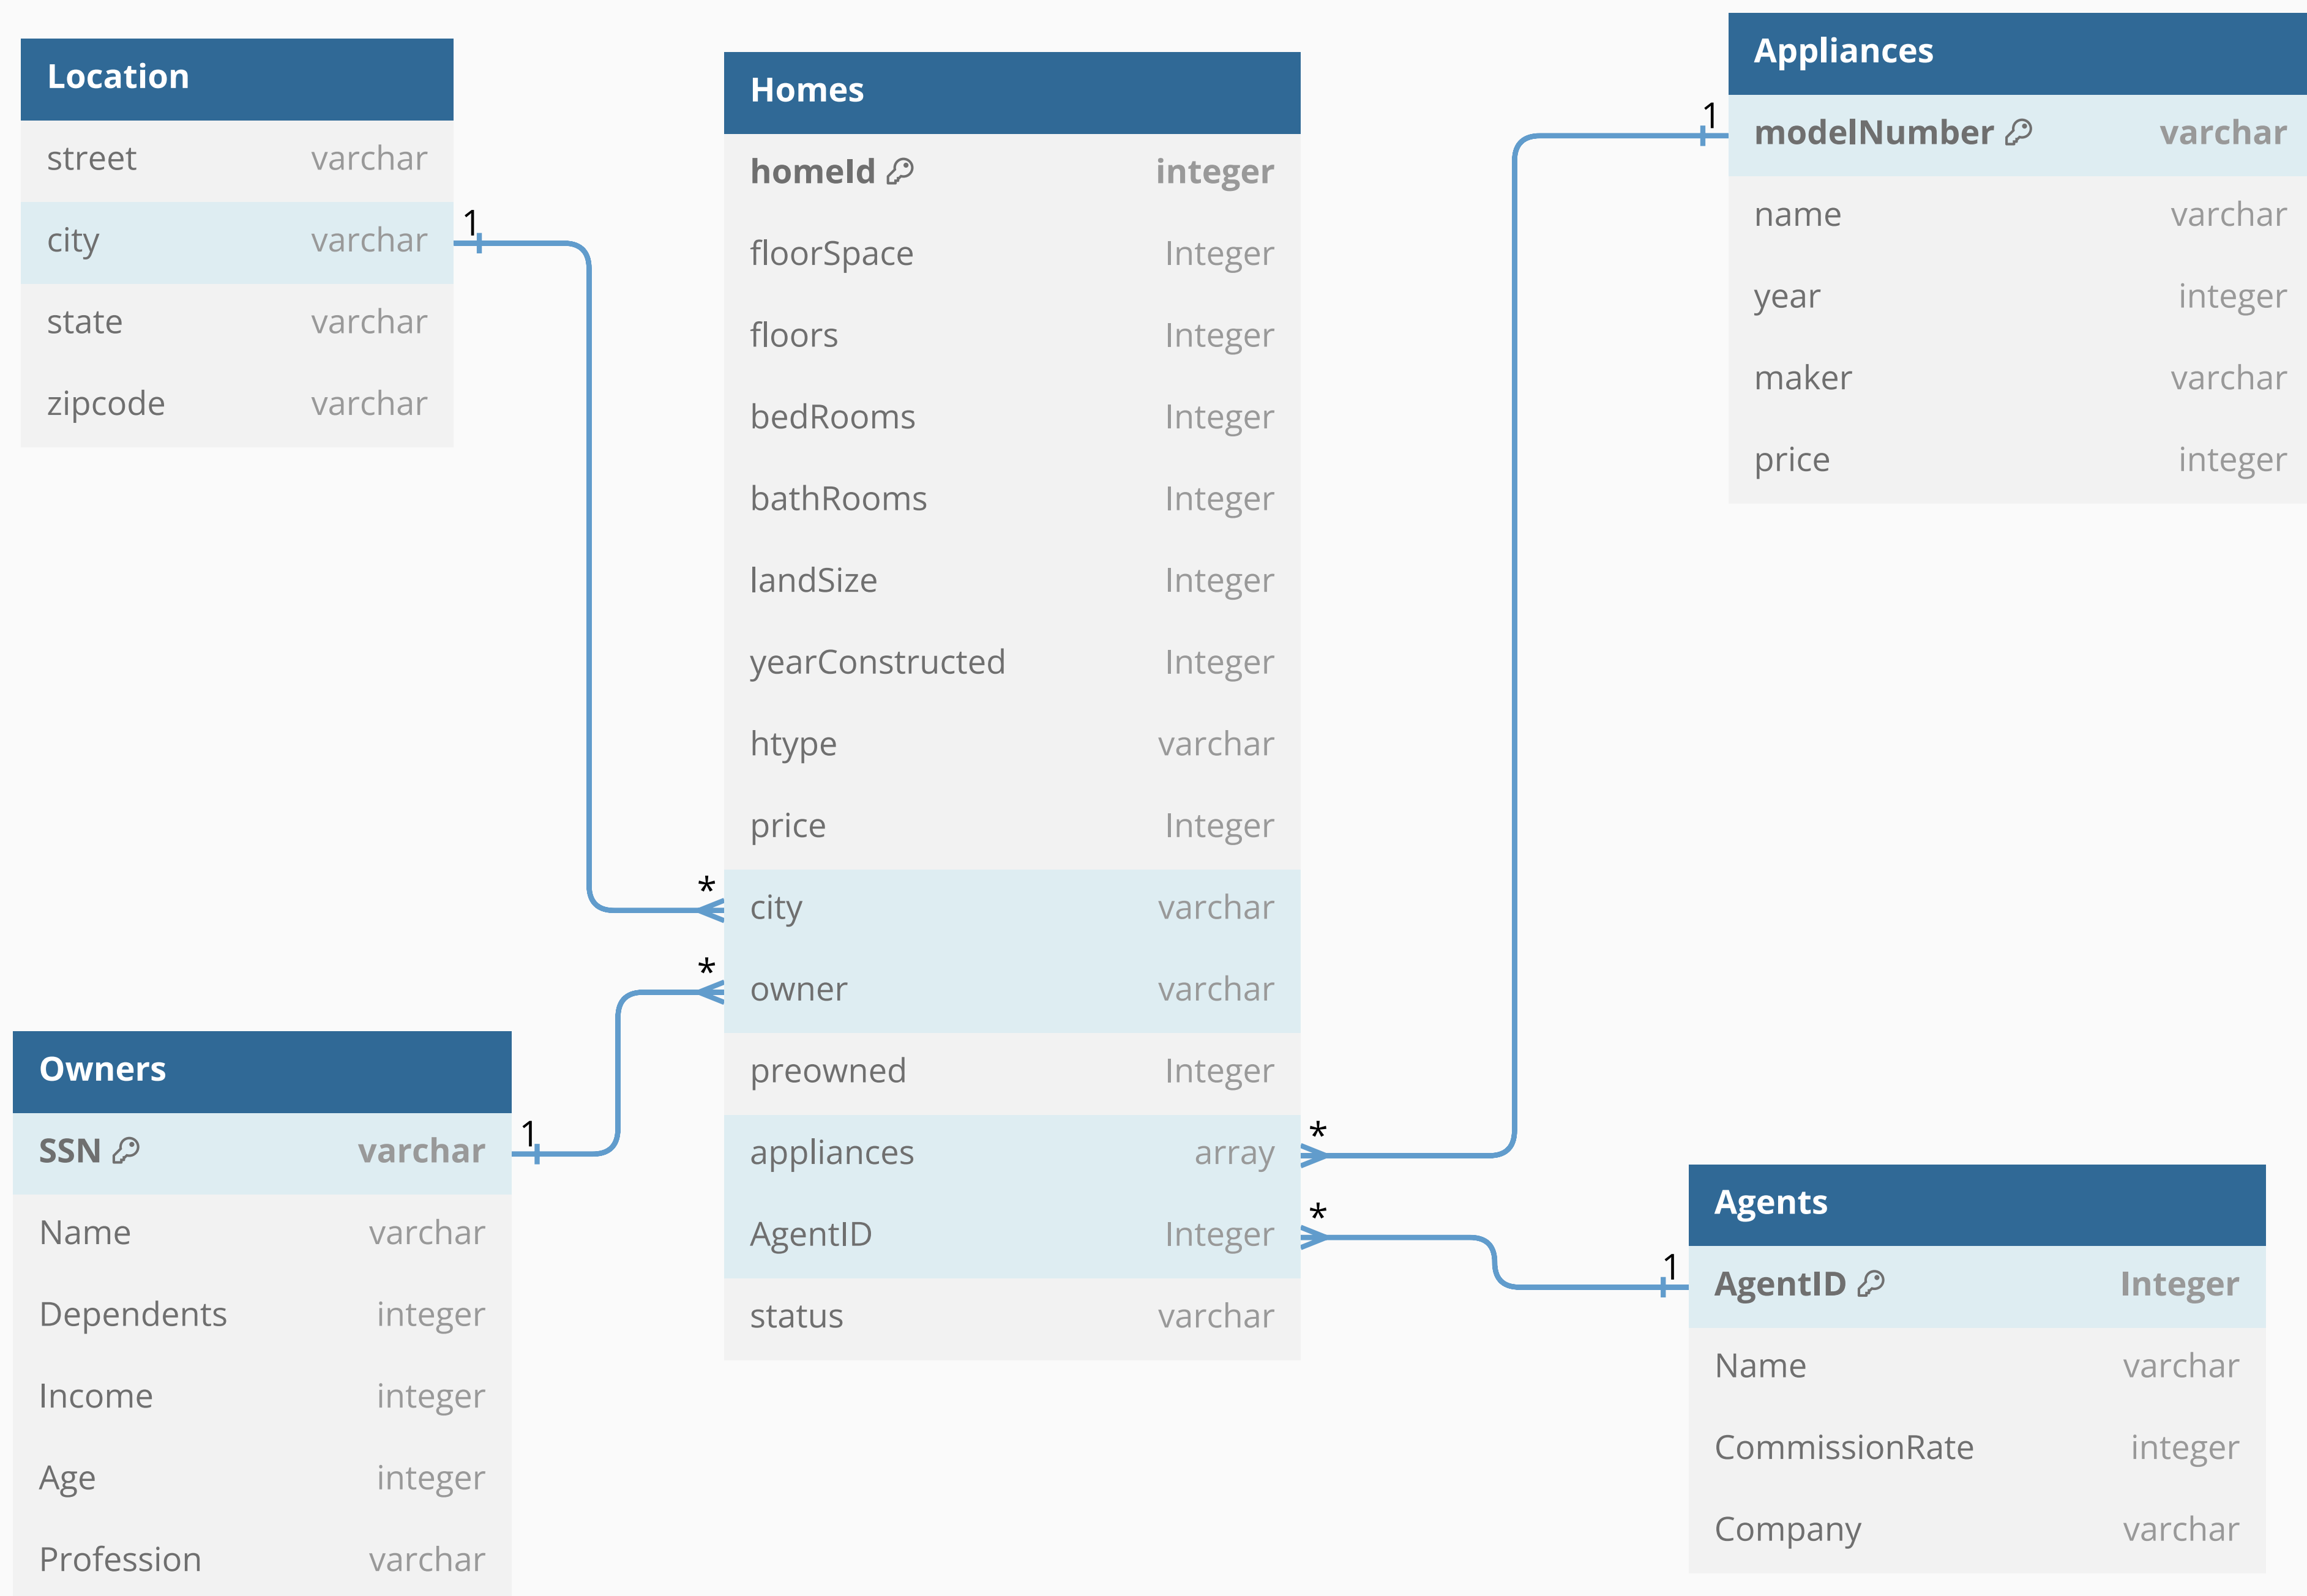 Location
street varchar
city varchar
state varchar
zipcode varchar
1
Homes
homeId integer
floorSpace Integer
floors Integer
bedRooms Integer
bathRooms Integer
landSize Integer
yearConstructed Integer
htype varchar
price Integer
* city varchar
* owner varchar
preowned Integer
appliances array *
AgentID Integer *
status varchar
Appliances
1
modelNumber varchar
name varchar
year integer
maker varchar
price integer
Owners
SSN varchar
1
Name varchar
Dependents integer
Income integer
Age integer
Profession varchar
Agents
1
AgentID Integer
Name varchar
CommissionRate integer
Company varchar